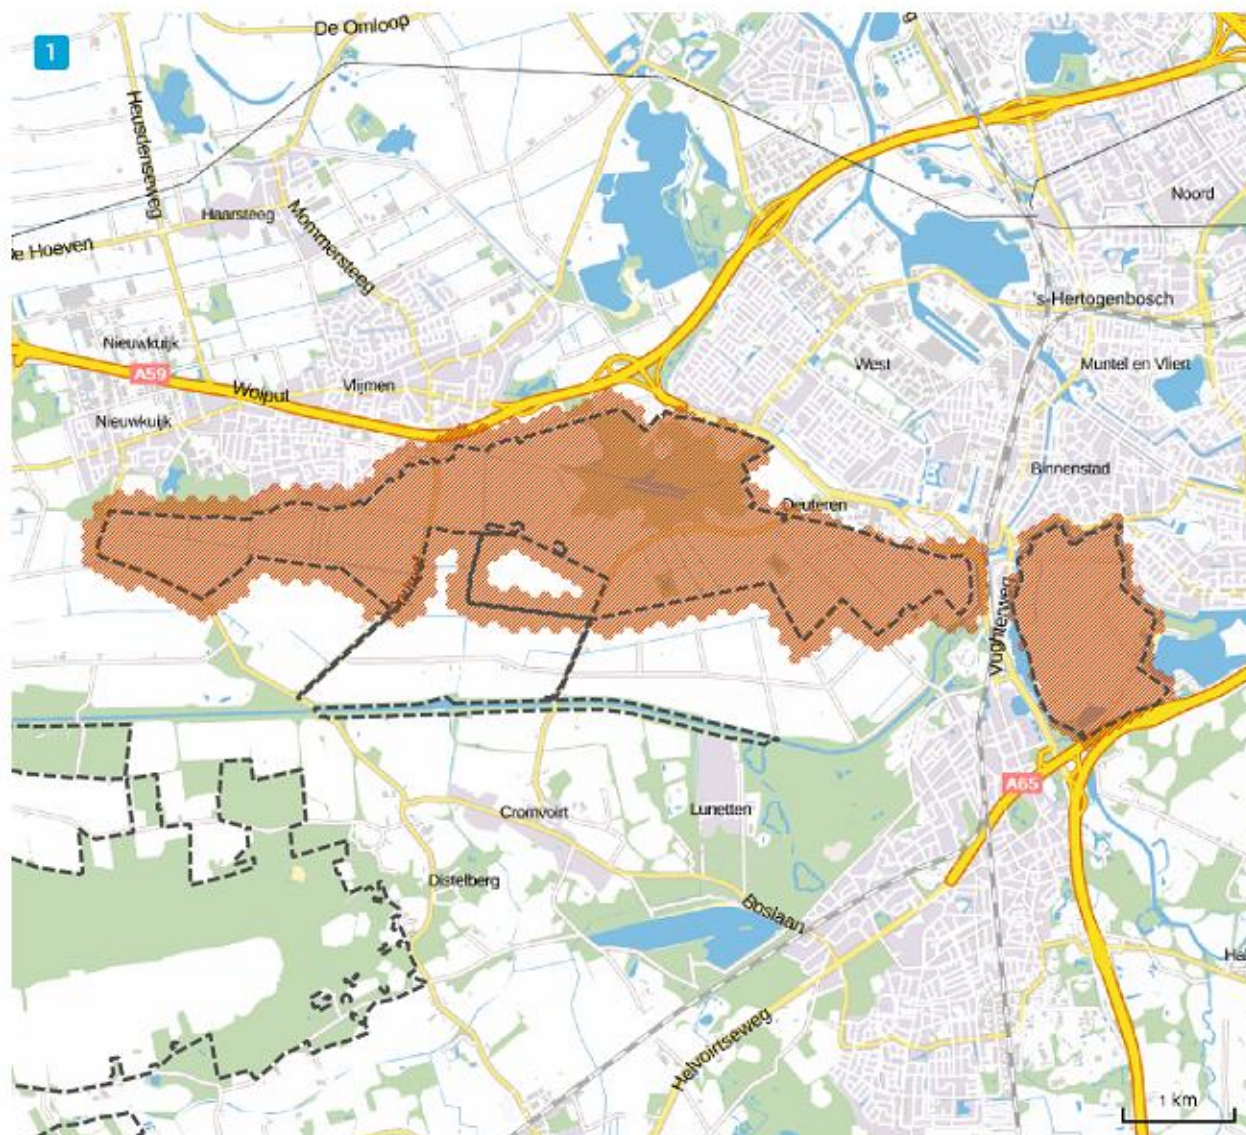 1
De Omloop
Heusdenseweg
Noord
Haarsteeg
Mommersteeg
e Hoeven
's-Hertogenbosch
Nieuwkuijk
West
Muntel en Vliert
A59
Wolput
Vlijmen
Nieuwkuijk
Binnenstad
Deuteren
Vughterweg
A65
Cromvoirt
Lunetten
Distelberg
Boslaan
Ha
Helvoirtseweg
1 km